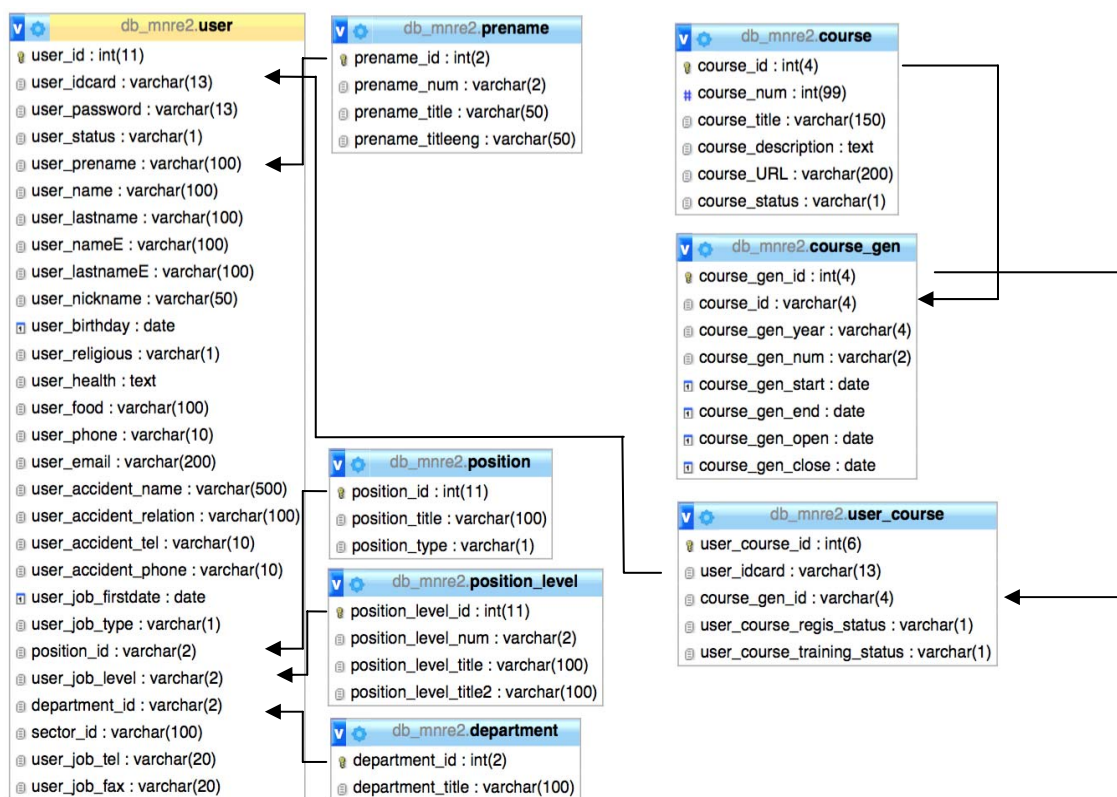 db_mnre2.user
user_id : int(11)
user_idcard : varchar(13)
user_password : varchar(13)
user_status : varchar(1)
user_prename : varchar(100)
user_name : varchar(100)
user_lastname : varchar(100)
user_nameE : varchar(100)
user_lastnameE : varchar(100)
user_nickname : varchar(50)
user_birthday : date
user_religious : varchar(1)
user_health : text
user_food : varchar(100)
user_phone : varchar(10)
user_email : varchar(200)
user_accident_name : varchar(500)
user_accident_relation : varchar(100)
user_accident_tel : varchar(10)
user_accident_phone : varchar(10)
user_job_firstdate : date
user_job_type : varchar(1)
position_id : varchar(2)
user_job_level : varchar(2)
department_id : varchar(2)
sector_id : varchar(100)
user_job_tel : varchar(20)
user_job_fax : varchar(20)
db_mnre2.prename
prename_id : int(2)
prename_num : varchar(2)
prename_title : varchar(50)
prename_titleeng : varchar(50)
db_mnre2.position
position_id : int(11)
position_title : varchar(100)
position_type : varchar(1)
db_mnre2.position_level
position_level_id : int(11)
position_level_num : varchar(2)
position_level_title : varchar(100)
position_level_title2 : varchar(100)
db_mnre2.department
department_id : int(2)
department_title : varchar(100)
db_mnre2.course
course_id : int(4)
# course_num : int(99)
course_title : varchar(150)
course_description : text
course_URL : varchar(200)
course_status : varchar(1)
db_mnre2.course_gen
course_gen_id : int(4)
course_id : varchar(4)
course_gen_year : varchar(4)
course_gen_num : varchar(2)
course_gen_start : date
course_gen_end : date
course_gen_open : date
course_gen_close : date
db_mnre2.user_course
user_course_id : int(6)
user_idcard : varchar(13)
course_gen_id : varchar(4)
user_course_regis_status : varchar(1)
user_course_training_status : varchar(1)